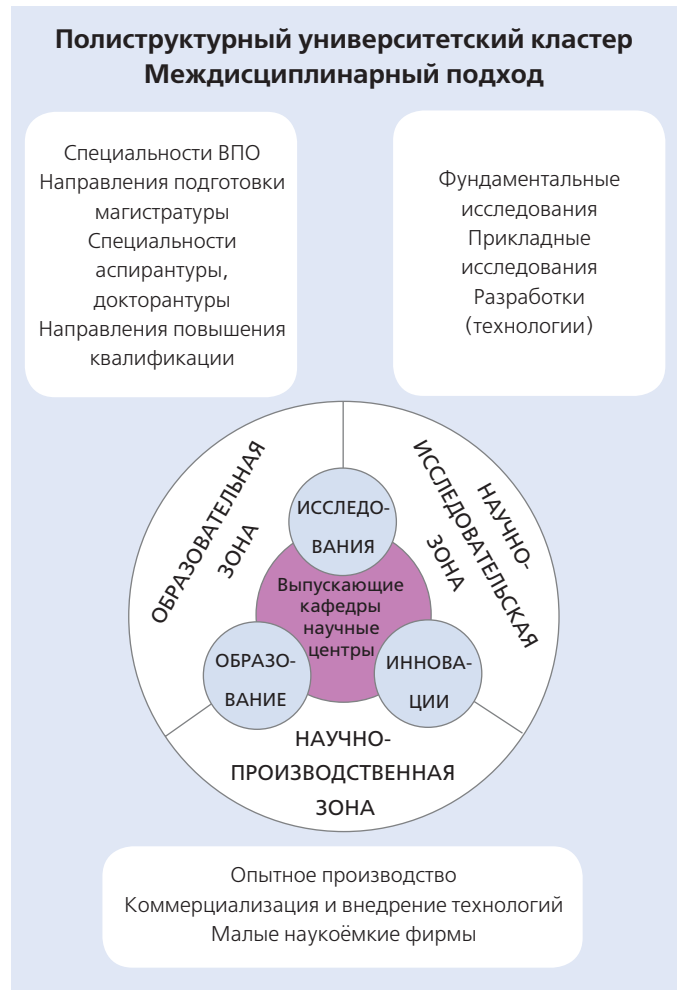 Полиструктурный университетский кластер
Междисциплинарный подход
Специальности ВПО
Направления подготовки
магистратуры
Специальности
аспирантуры,
докторантуры
Направления повышения
квалификации
Фундаментальные
исследования
Прикладные
исследования
Разработки
(технологии)
ОБРАЗОВАТЕЛЬНАЯ
ЗОНА
НАУЧНО-
ИССЛЕДОВАТЕЛЬСКАЯ
ЗОНА
ИССЛЕДО-
ВАНИЯ
Выпускающие
кафедры
научные
центры
ОБРАЗО-
ВАНИЕ
ИННОВА-
ЦИИ
НАУЧНО-
ПРОИЗВОДСТВЕННАЯ
ЗОНА
Опытное производство
Коммерциализация и внедрение технологий
Малые наукоёмкие фирмы